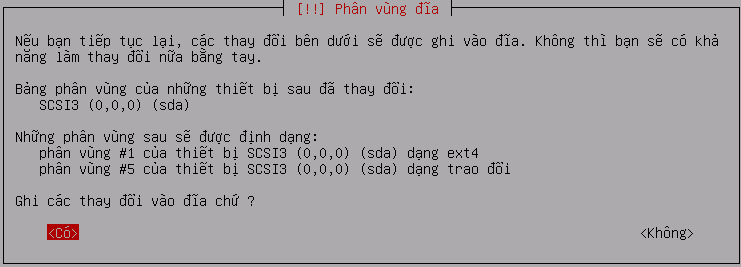 [!!] Phân vùng đĩa
Nếu bạn tiếp tục lại, các thay đổi bên dưới sẽ được ghi vào đĩa. Không thì bạn sẽ có khả
năng làm thay đổi nữa bằng tay.
Bảng phân vùng của những thiết bị sau đã thay đổi:
SCSI3 (0,0,0) (sda)
Những phân vùng sau sẽ được định dạng:
phân vùng #1 của thiết bị SCSI3 (0,0,0) (sda) dạng ext4
phân vùng #5 của thiết bị SCSI3 (0,0,0) (sda) dạng trao đổi
Ghi các thay đổi vào đĩa chứ ?
<Có> <Không>